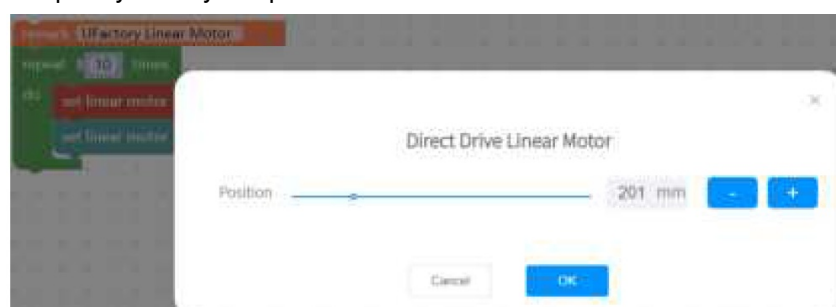 remark UFactory Linear Motor
repeat 10 times
do
set linear motor
set linear motor
Direct Drive Linear Motor
Position 201 mm - +
Cancel OK